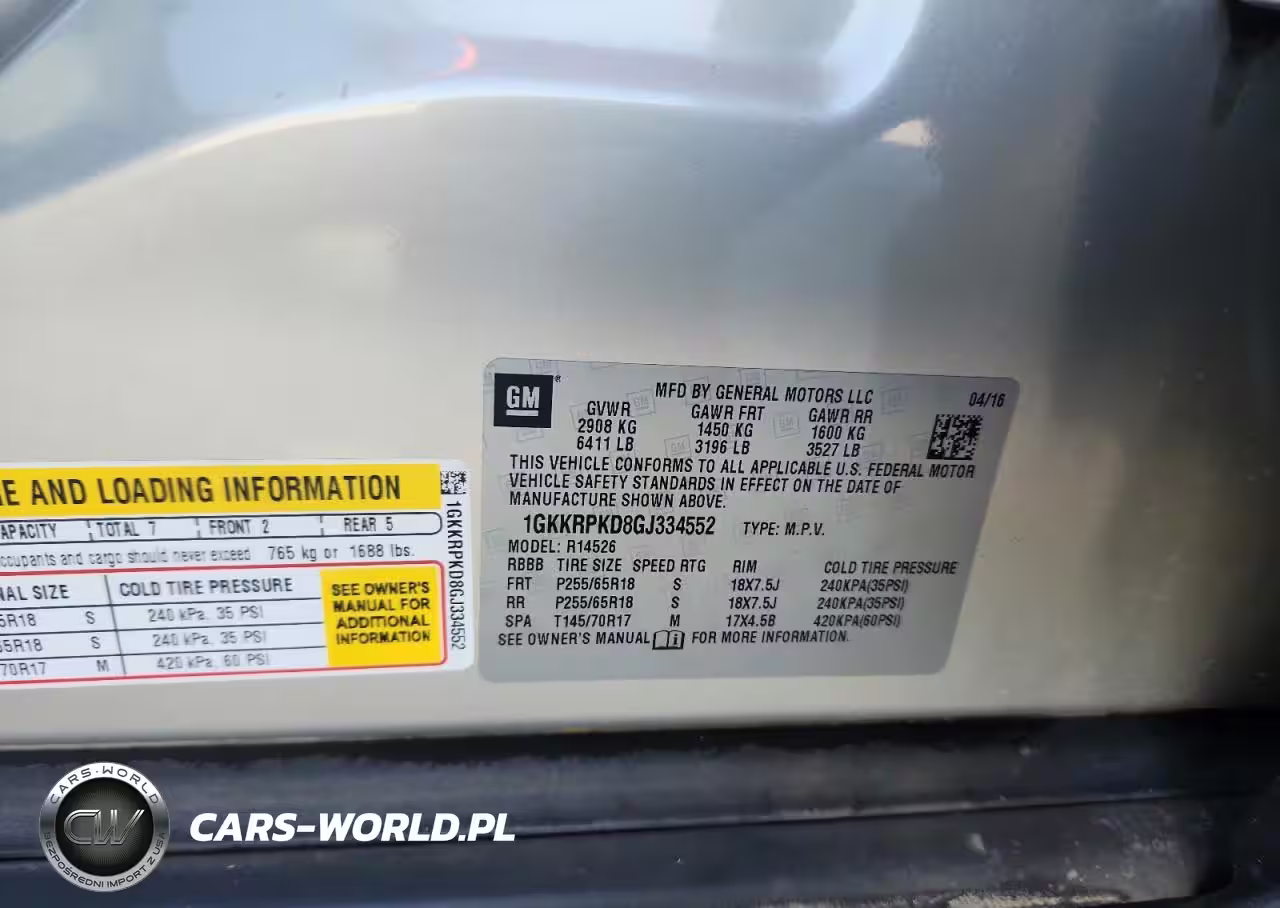 GM®
MFD BY GENERAL MOTORS LLC
04/16
GVWR GAWR FRT GAWR RR
2908 KG 1450 KG 1600 KG
6411 LB 3196 LB 3527 LB
THIS VEHICLE CONFORMS TO ALL APPLICABLE U.S. FEDERAL MOTOR
VEHICLE SAFETY STANDARDS IN EFFECT ON THE DATE OF
MANUFACTURE SHOWN ABOVE.
1GKKRPKD8GJ334552 TYPE: M.P.V.
MODEL: R14526
RBBB TIRE SIZE SPEED RTG RIM COLD TIRE PRESSURE
FRT P255/65R18 S 18X7.5J 240KPA(35PSI)
RR P255/65R18 S 18X7.5J 240KPA(35PSI)
SPA T145/70R17 M 17X4.5B 420KPA(60PSI)
SEE OWNER'S MANUAL FOR MORE INFORMATION.
E AND LOADING INFORMATION
APACITY TOTAL 7 FRONT 2 REAR 5
ccupants and cargo should never exceed 765 kg or 1688 lbs.
NAL SIZE COLD TIRE PRESSURE
5R18 S 240 kPa, 35 PSI
5R18 S 240 kPa, 35 PSI
70R17 M 420 kPa, 60 PSI
SEE OWNER'S
MANUAL FOR
ADDITIONAL
INFORMATION
1GKKRPKD8GJ334552
CARS-WORLD
CW
BEZPOŚREDNI IMPORT Z USA
CARS-WORLD.PL